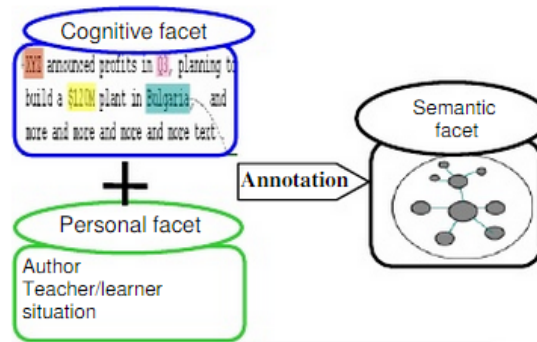 Cognitive facet
XYZ announced profits in Q3, planning to
build a $120M plant in Bulgaria, and
more and more and more and more text
Personal facet
Author
Teacher/learner
situation
Annotation
Semantic
facet